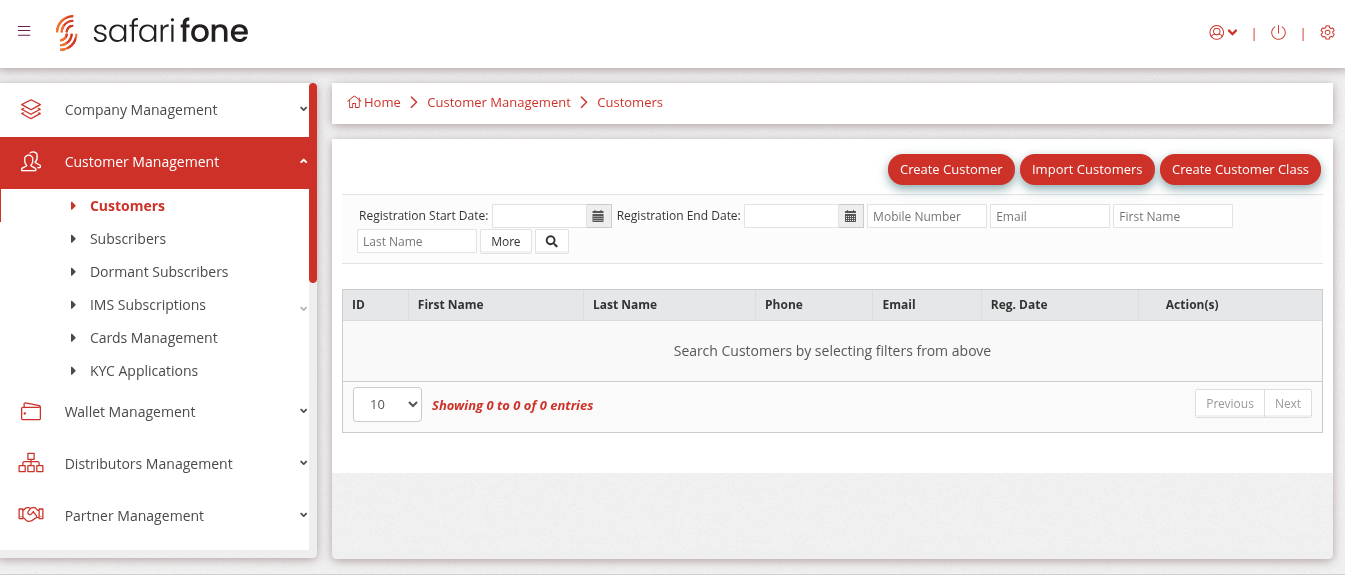 safarifone
| |
Company Management
Customer Management
Customers
Subscribers
Dormant Subscribers
IMS Subscriptions
Cards Management
KYC Applications
Wallet Management
Distributors Management
Partner Management
Home Customer Management Customers
Create Customer Import Customers Create Customer Class
Registration Start Date: Registration End Date: Mobile Number Email First Name
Last Name More
ID First Name Last Name Phone Email Reg. Date Action(s)
Search Customers by selecting filters from above
10 Showing 0 to 0 of 0 entries Previous Next